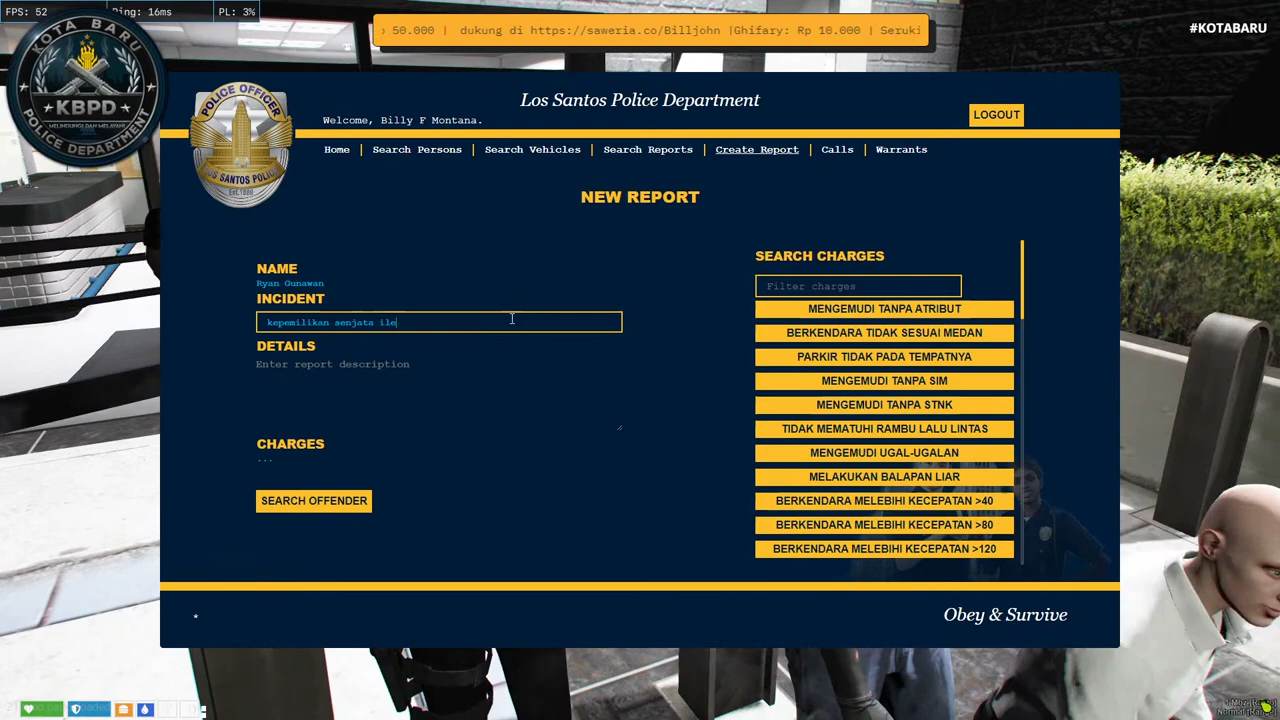 FPS: 52
Ping: 16ms
PL: 3%
50.000 | dukung di https://saweria.co/Billjohn |Ghifary: Rp 10.000 | Seruki
#KOTABARU
KOTA BARU
KBPD
MELINDUNGI DAN MELAYANI
POLICE DEPARTMENT
POLICE OFFICER
LOS SANTOS POLICE
Los Santos Police Department
Welcome, Billy F Montana.
LOGOUT
Home | Search Persons | Search Vehicles | Search Reports | Create Report | Calls | Warrants
NEW REPORT
NAME
Ryan Gunawan
INCIDENT
kepemilikan senjata ile
DETAILS
Enter report description
CHARGES
...
SEARCH OFFENDER
SEARCH CHARGES
Filter charges
MENGEMUDI TANPA ATRIBUT
BERKENDARA TIDAK SESUAI MEDAN
PARKIR TIDAK PADA TEMPATNYA
MENGEMUDI TANPA SIM
MENGEMUDI TANPA STNK
TIDAK MEMATUHI RAMBU LALU LINTAS
MENGEMUDI UGAL-UGALAN
MELAKUKAN BALAPAN LIAR
BERKENDARA MELEBIHI KECEPATAN >40
BERKENDARA MELEBIHI KECEPATAN >80
BERKENDARA MELEBIHI KECEPATAN >120
*
Obey & Survive